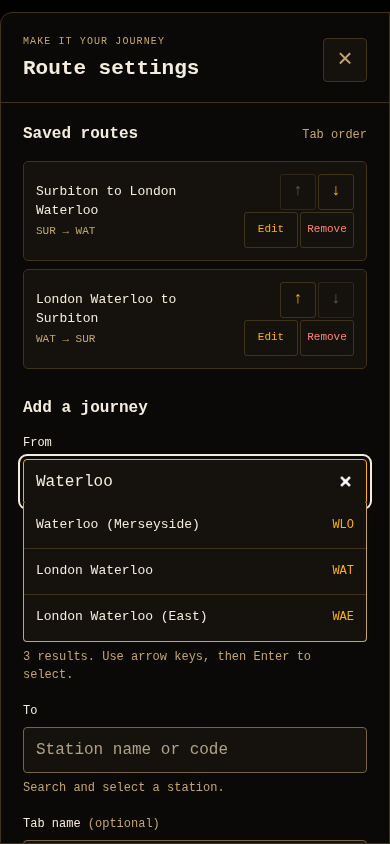 MAKE IT YOUR JOURNEY
Route settings
✕
Saved routes
Tab order
Surbiton to London
Waterloo
SUR → WAT
↑ ↓
Edit Remove
London Waterloo to
Surbiton
WAT → SUR
↑ ↓
Edit Remove
Add a journey
From
Waterloo
Waterloo (Merseyside) WLO
London Waterloo WAT
London Waterloo (East) WAE
3 results. Use arrow keys, then Enter to
select.
To
Station name or code
Search and select a station.
Tab name (optional)